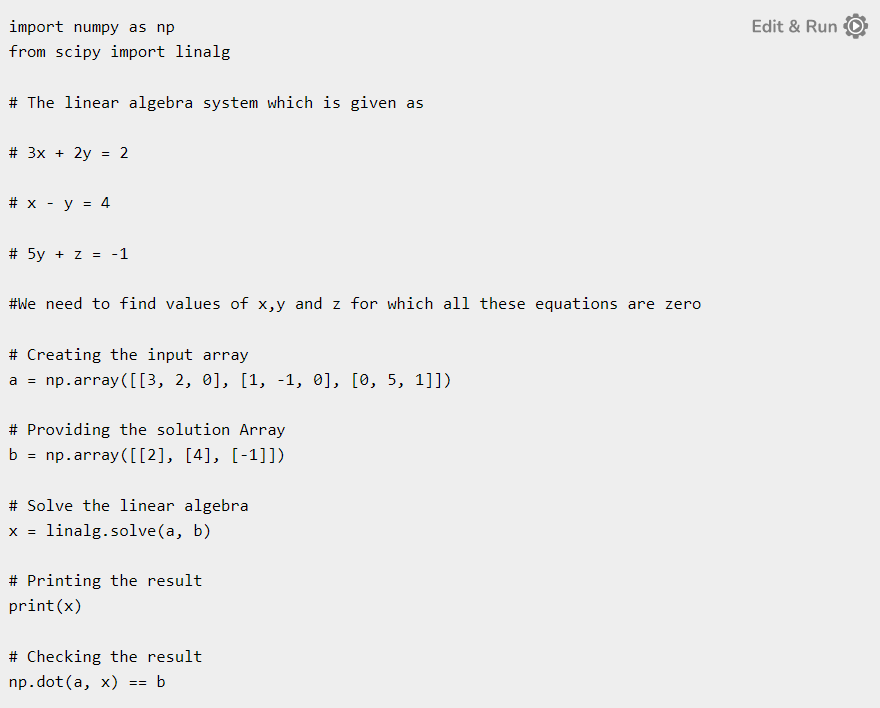 import numpy as np
Edit & Run
from scipy import linalg
# The linear algebra system which is given as
# 3x + 2y = 2
# x - y = 4
# 5y + z = -1
#We need to find values of x,y and z for which all these equations are zero
# Creating the input array
a = np.array([[3, 2, 0], [1, -1, 0], [0, 5, 1]])
# Providing the solution Array
b = np.array([[2], [4], [-1]])
# Solve the linear algebra
x = linalg.solve(a, b)
# Printing the result
print(x)
# Checking the result
np.dot(a, x) == b